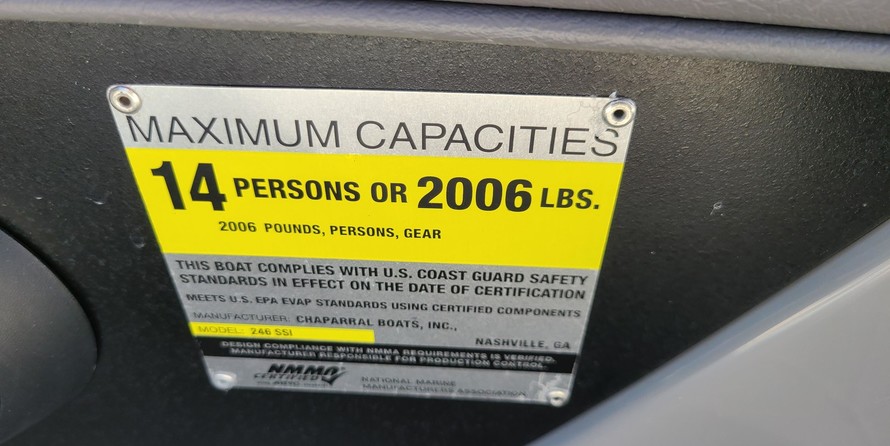 MAXIMUM CAPACITIES
14 PERSONS OR 2006 LBS.
2006 POUNDS, PERSONS, GEAR
THIS BOAT COMPLIES WITH U.S. COAST GUARD SAFETY
STANDARDS IN EFFECT ON THE DATE OF CERTIFICATION
MEETS U.S. EPA EVAP STANDARDS USING CERTIFIED COMPONENTS
MANUFACTURER: CHAPARRAL BOATS, INC.,
NASHVILLE, GA
MODEL: 246 SSI
DESIGN COMPLIANCE WITH NMMA REQUIREMENTS IS VERIFIED.
MANUFACTURER RESPONSIBLE FOR PRODUCTION CONTROL.
NMMA
CERTIFIED
NATIONAL MARINE
MANUFACTURERS ASSOCIATION